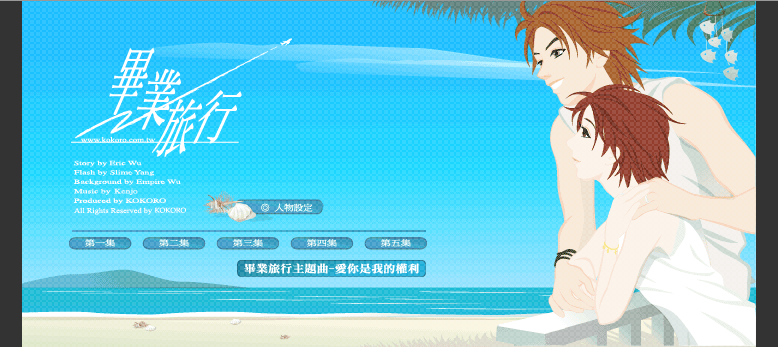 畢業旅行
www.kokoro.com.tw
Story by Eric Wu
Flash by Slime Yang
Background by Empire Wu
Music by Kenjo
Produced by KOKORO
All Rights Reserved by KOKORO
◎ 人物設定
第一集 第二集 第三集 第四集 第五集
畢業旅行主題曲-愛你是我的權利